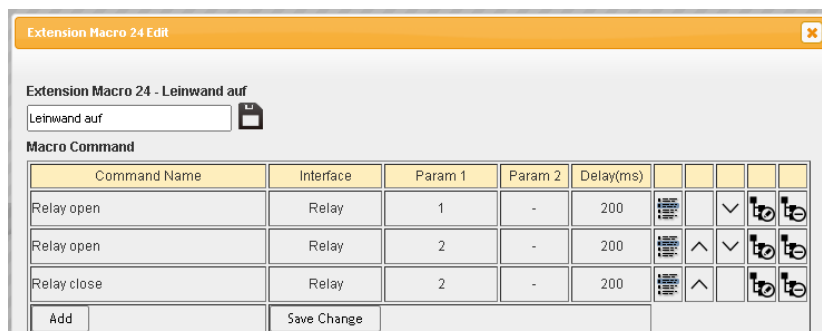 Extension Macro 24 Edit
Extension Macro 24 - Leinwand auf
Leinwand auf
Macro Command
Command Name Interface Param 1 Param 2 Delay(ms)
Relay open Relay 1 - 200
Relay open Relay 2 - 200
Relay close Relay 2 - 200
Add Save Change